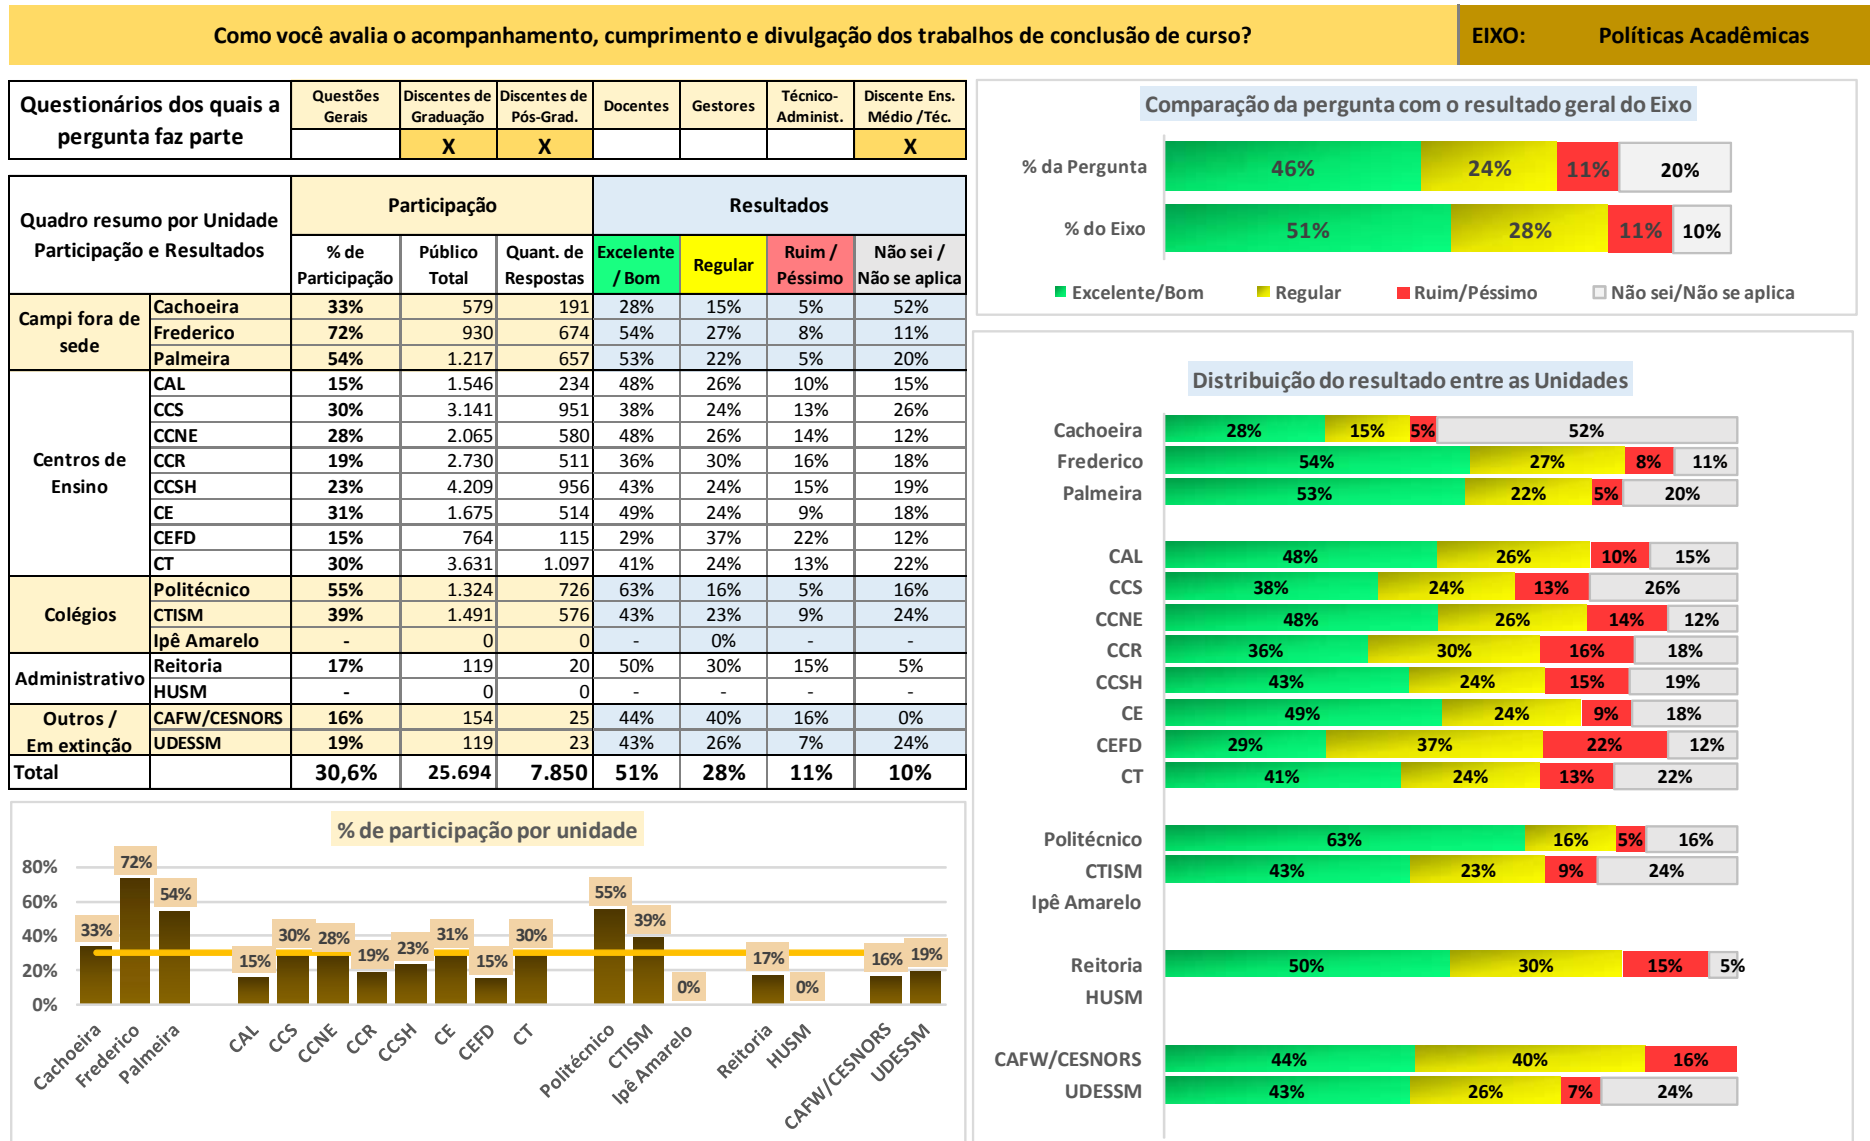 Como você avalia o acompanhamento, cumprimento e divulgação dos trabalhos de conclusão de curso?
EIXO: Políticas Acadêmicas
Questionários dos quais a pergunta faz parte
Questões Gerais
Discentes de Graduação
Discentes de Pós-Grad.
Docentes
Gestores
Técnico-Administ.
Discente Ens. Médio /Téc.
X X X
Quadro resumo por Unidade
Participação e Resultados
Participação
Resultados
% de Participação
Público Total
Quant. de Respostas
Excelente / Bom
Regular
Ruim / Péssimo
Não sei / Não se aplica
Campi fora de sede
Cachoeira 33% 579 191 28% 15% 5% 52%
Frederico 72% 930 674 54% 27% 8% 11%
Palmeira 54% 1.217 657 53% 22% 5% 20%
Centros de Ensino
CAL 15% 1.546 234 48% 26% 10% 15%
CCS 30% 3.141 951 38% 24% 13% 26%
CCNE 28% 2.065 580 48% 26% 14% 12%
CCR 19% 2.730 511 36% 30% 16% 18%
CCSH 23% 4.209 956 43% 24% 15% 19%
CE 31% 1.675 514 49% 24% 9% 18%
CEFD 15% 764 115 29% 37% 22% 12%
CT 30% 3.631 1.097 41% 24% 13% 22%
Colégios
Politécnico 55% 1.324 726 63% 16% 5% 16%
CTISM 39% 1.491 576 43% 23% 9% 24%
Ipê Amarelo - 0 0 - 0% - -
Administrativo
Reitoria 17% 119 20 50% 30% 15% 5%
HUSM - 0 0 - - - -
Outros / Em extinção
CAFW/CESNORS 16% 154 25 44% 40% 16% 0%
UDESSM 19% 119 23 43% 26% 7% 24%
Total 30,6% 25.694 7.850 51% 28% 11% 10%
% de participação por unidade
80%
60%
40%
20%
0%
33% 72% 54% 15% 30% 28% 19% 23% 31% 15% 30% 55% 39% 0% 17% 0% 16% 19%
Cachoeira Frederico Palmeira CAL CCS CCNE CCR CCSH CE CEFD CT Politécnico CTISM Ipê Amarelo Reitoria HUSM CAFW/CESNORS UDESSM
Comparação da pergunta com o resultado geral do Eixo
% da Pergunta 46% 24% 11% 20%
% do Eixo 51% 28% 11% 10%
Excelente/Bom Regular Ruim/Péssimo Não sei/Não se aplica
Distribuição do resultado entre as Unidades
Cachoeira 28% 15% 5% 52%
Frederico 54% 27% 8% 11%
Palmeira 53% 22% 5% 20%
CAL 48% 26% 10% 15%
CCS 38% 24% 13% 26%
CCNE 48% 26% 14% 12%
CCR 36% 30% 16% 18%
CCSH 43% 24% 15% 19%
CE 49% 24% 9% 18%
CEFD 29% 37% 22% 12%
CT 41% 24% 13% 22%
Politécnico 63% 16% 5% 16%
CTISM 43% 23% 9% 24%
Ipê Amarelo
Reitoria 50% 30% 15% 5%
HUSM
CAFW/CESNORS 44% 40% 16%
UDESSM 43% 26% 7% 24%